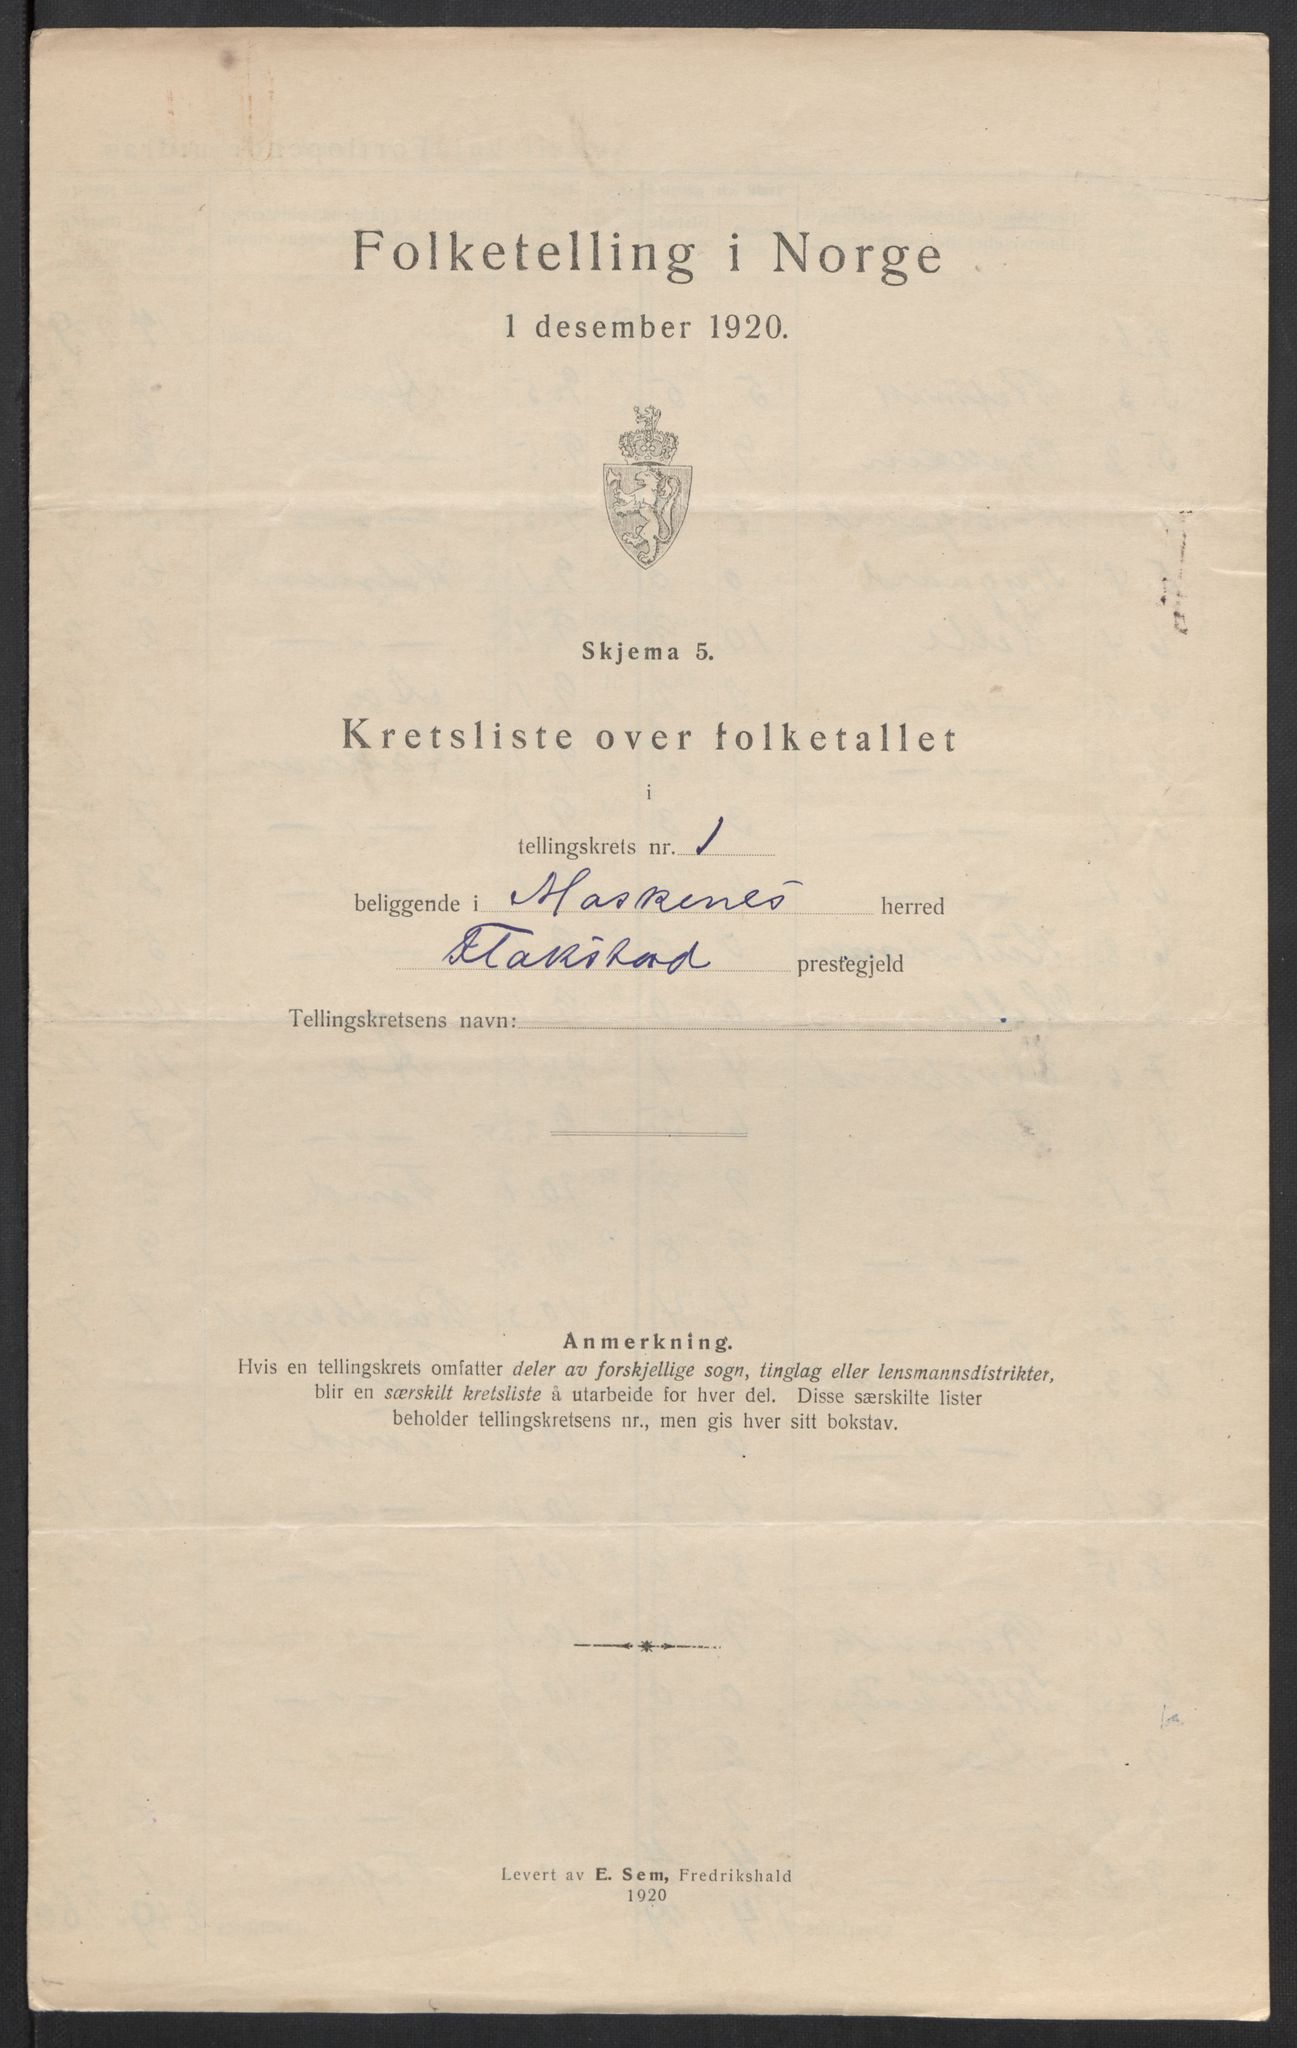 Folketelling i Norge
1 desember 1920.
Skjema 5.
Kretsliste over folketallet
i
tellingskrets nr. 1
beliggende i Moskenes herred
Flakstad prestegjeld
Tellingskretsens navn:
Anmerkning.
Hvis en tellingskrets omfatter deler av forskjellige sogn, tinglag eller lensmannsdistrikter,
blir en særskilt kretsliste å utarbeide for hver del. Disse særskilte lister
beholder tellingskretsens nr., men gis hver sitt bokstav.
Levert av E. Sem, Fredrikshald
1920